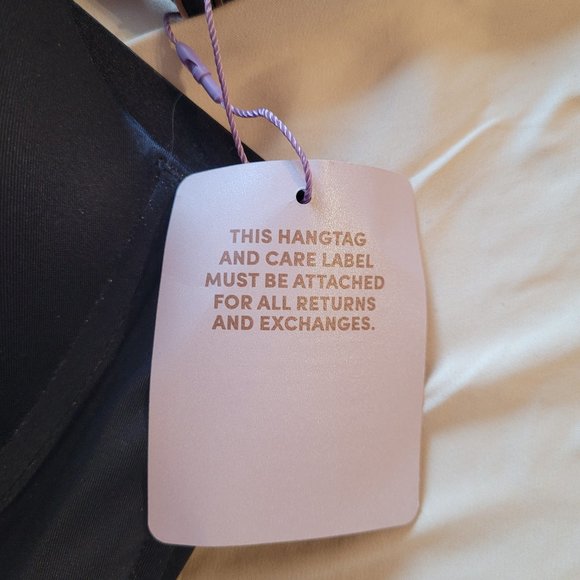 THIS HANGTAG
AND CARE LABEL
MUST BE ATTACHED
FOR ALL RETURNS
AND EXCHANGES.